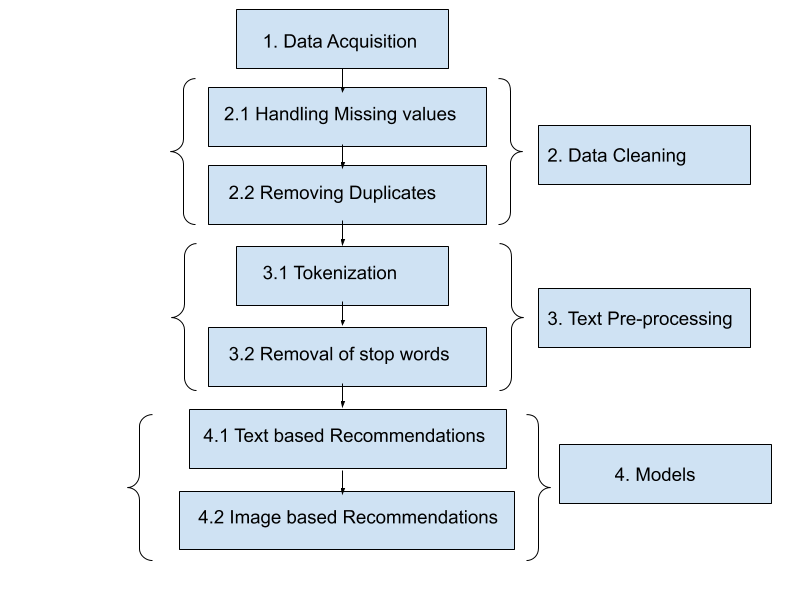 1. Data Acquisition
2.1 Handling Missing values
2. Data Cleaning
2.2 Removing Duplicates
3.1 Tokenization
3. Text Pre-processing
3.2 Removal of stop words
4.1 Text based Recommendations
4. Models
4.2 Image based Recommendations